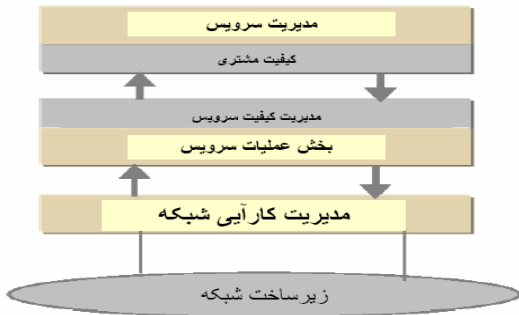 مدیریت سرویس
کیفیت مشتری
مدیریت کیفیت سرویس
بخش عملیات سرویس
مدیریت کارآیی شبکه
زیرساخت شبکه